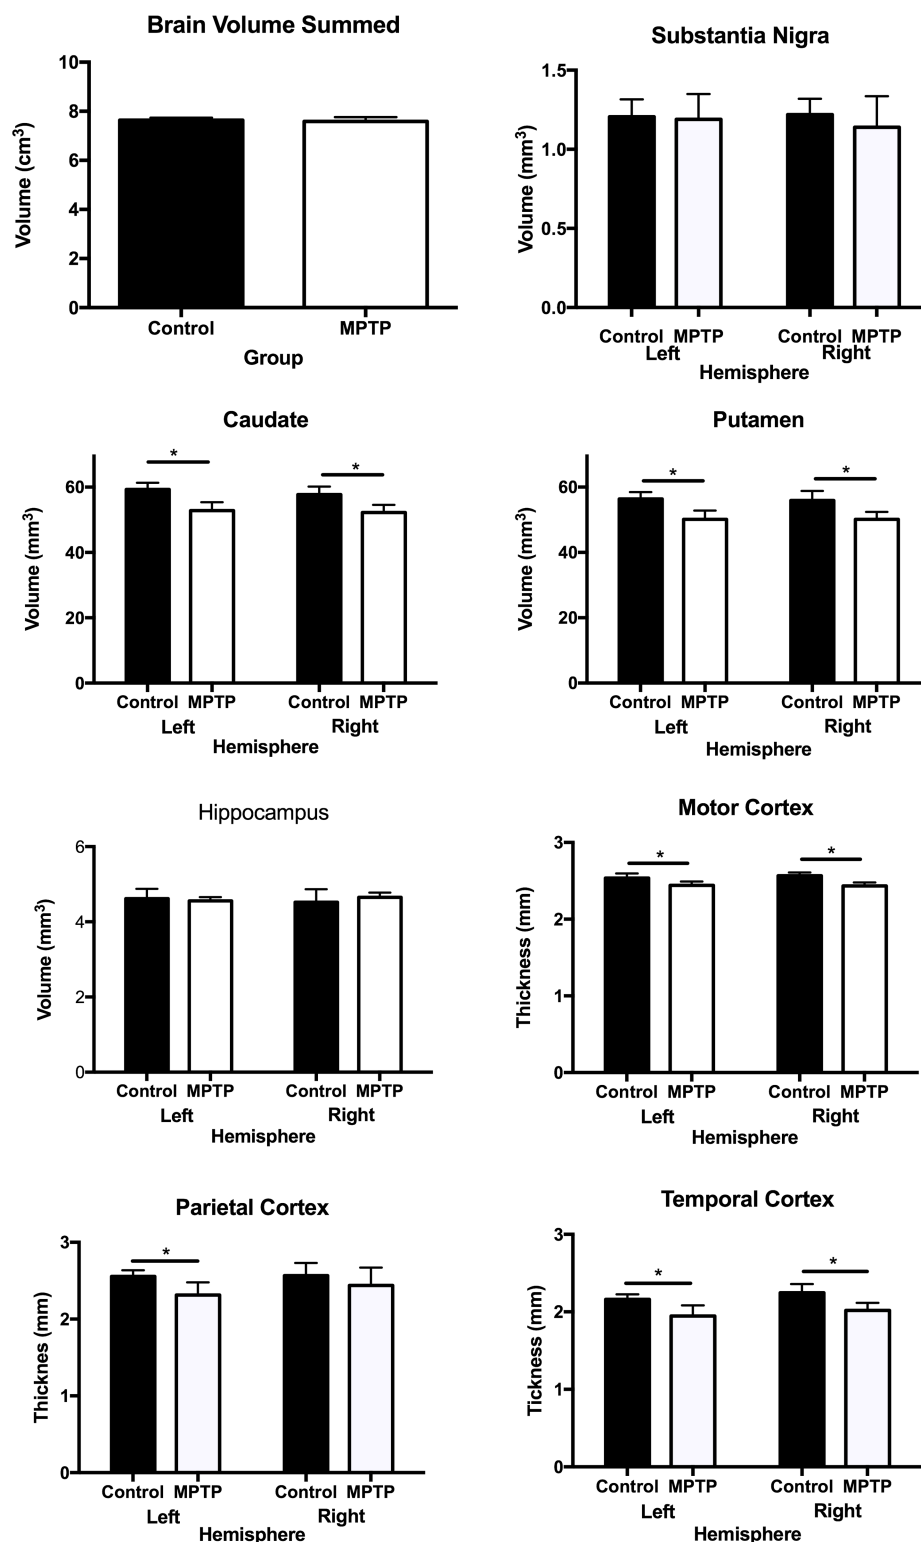 Brain Volume Summed
Volume (cm3)
10
8
6
4
2
0
Control MPTP
Group
Substantia Nigra
Volume (mm3)
1.5
1.0
0.5
0.0
Control MPTP Control MPTP
Left Right
Hemisphere
Caudate
Volume (mm3)
60
40
20
0
* *
Control MPTP Control MPTP
Left Right
Hemisphere
Putamen
Volume (mm3)
60
40
20
0
* *
Control MPTP Control MPTP
Left Right
Hemisphere
Hippocampus
Volume (mm3)
6
4
2
0
Control MPTP Control MPTP
Left Right
Hemisphere
Motor Cortex
Thickness (mm)
3
2
1
0
* *
Control MPTP Control MPTP
Left Right
Hemisphere
Parietal Cortex
Thicknes (mm)
3
2
1
0
*
Control MPTP Control MPTP
Left Right
Hemisphere
Temporal Cortex
Tickness (mm)
3
2
1
0
* *
Control MPTP Control MPTP
Left Right
Hemisphere